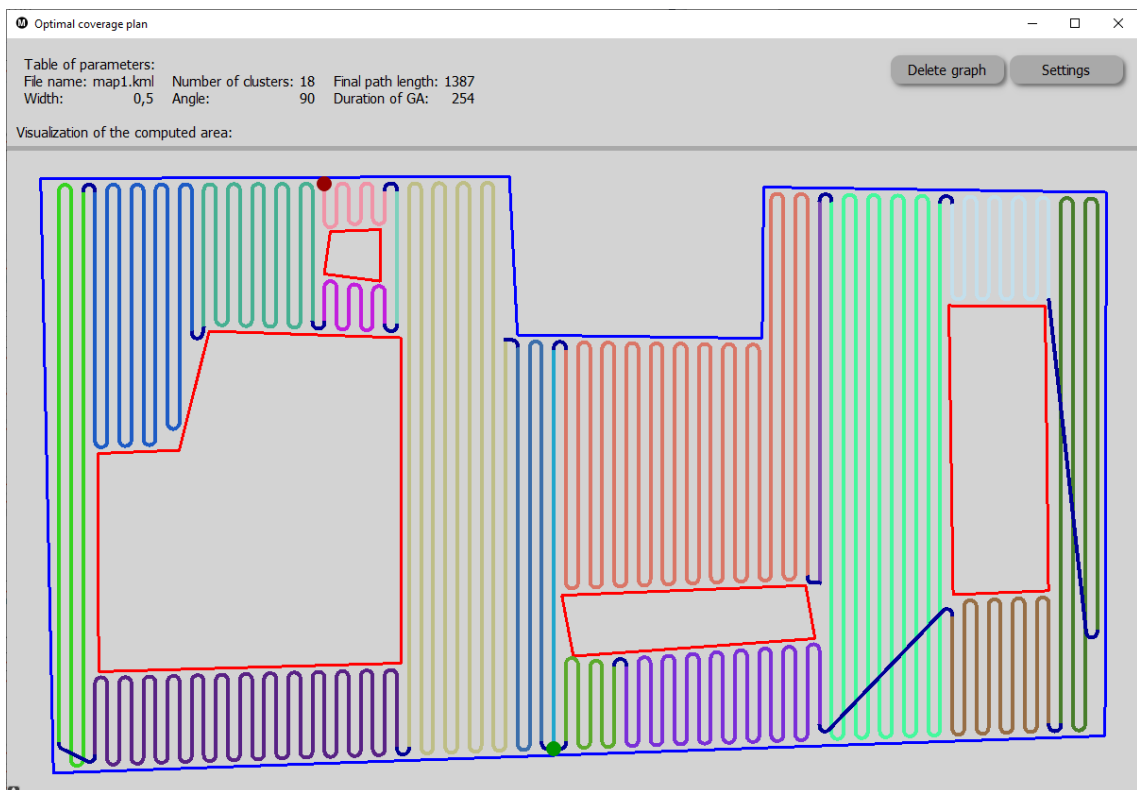 M Optimal coverage plan
Table of parameters:
File name: map1.kml Number of clusters: 18 Final path length: 1387
Width: 0,5 Angle: 90 Duration of GA: 254
Delete graph Settings
Visualization of the computed area: